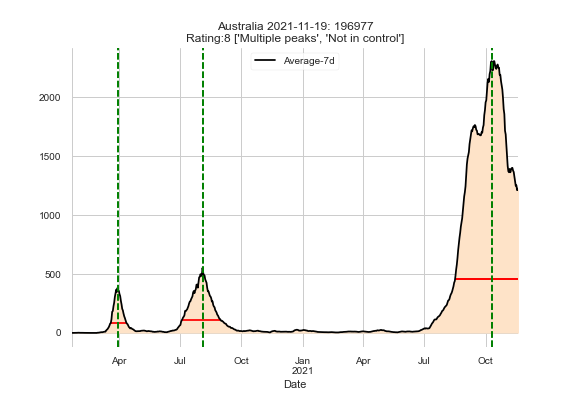 Australia 2021-11-19: 196977
Rating:8 ['Multiple peaks', 'Not in control']
Average-7d
2000
1500
1000
500
0
Apr
Jul
Oct
Jan
2021
Apr
Jul
Oct
Date